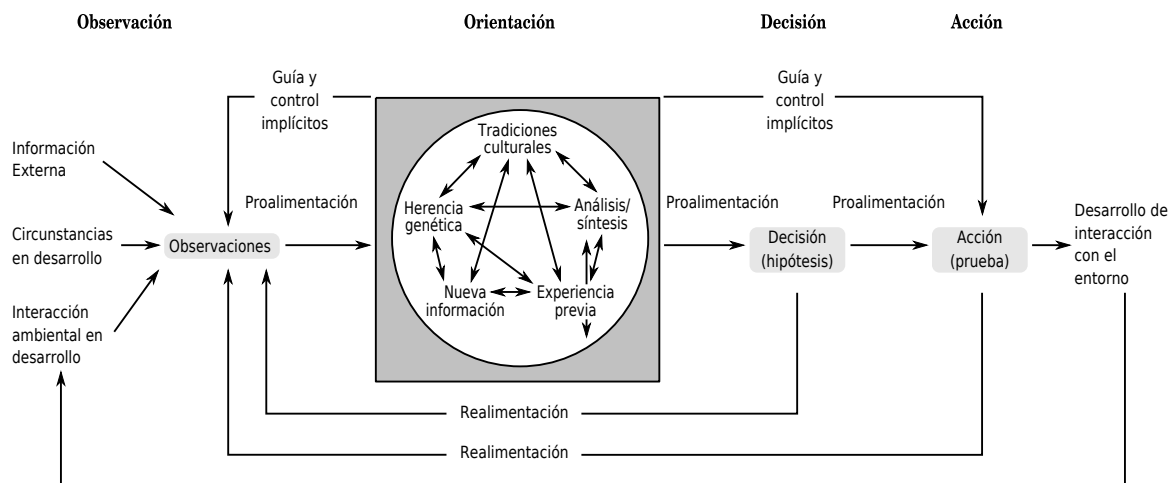 Observación
Orientación
Decisión
Acción
Guía y
control
implícitos
Guía y
control
implícitos
Tradiciones
culturales
Información
Externa
Proalimentación
Herencia
genética
Análisis/
síntesis
Proalimentación
Proalimentación
Circunstancias
en desarrollo
Observaciones
Decisión
(hipótesis)
Acción
(prueba)
Desarrollo de
interacción
con el
entorno
Nueva
información
Experiencia
previa
Interacción
ambiental en
desarrollo
Realimentación
Realimentación